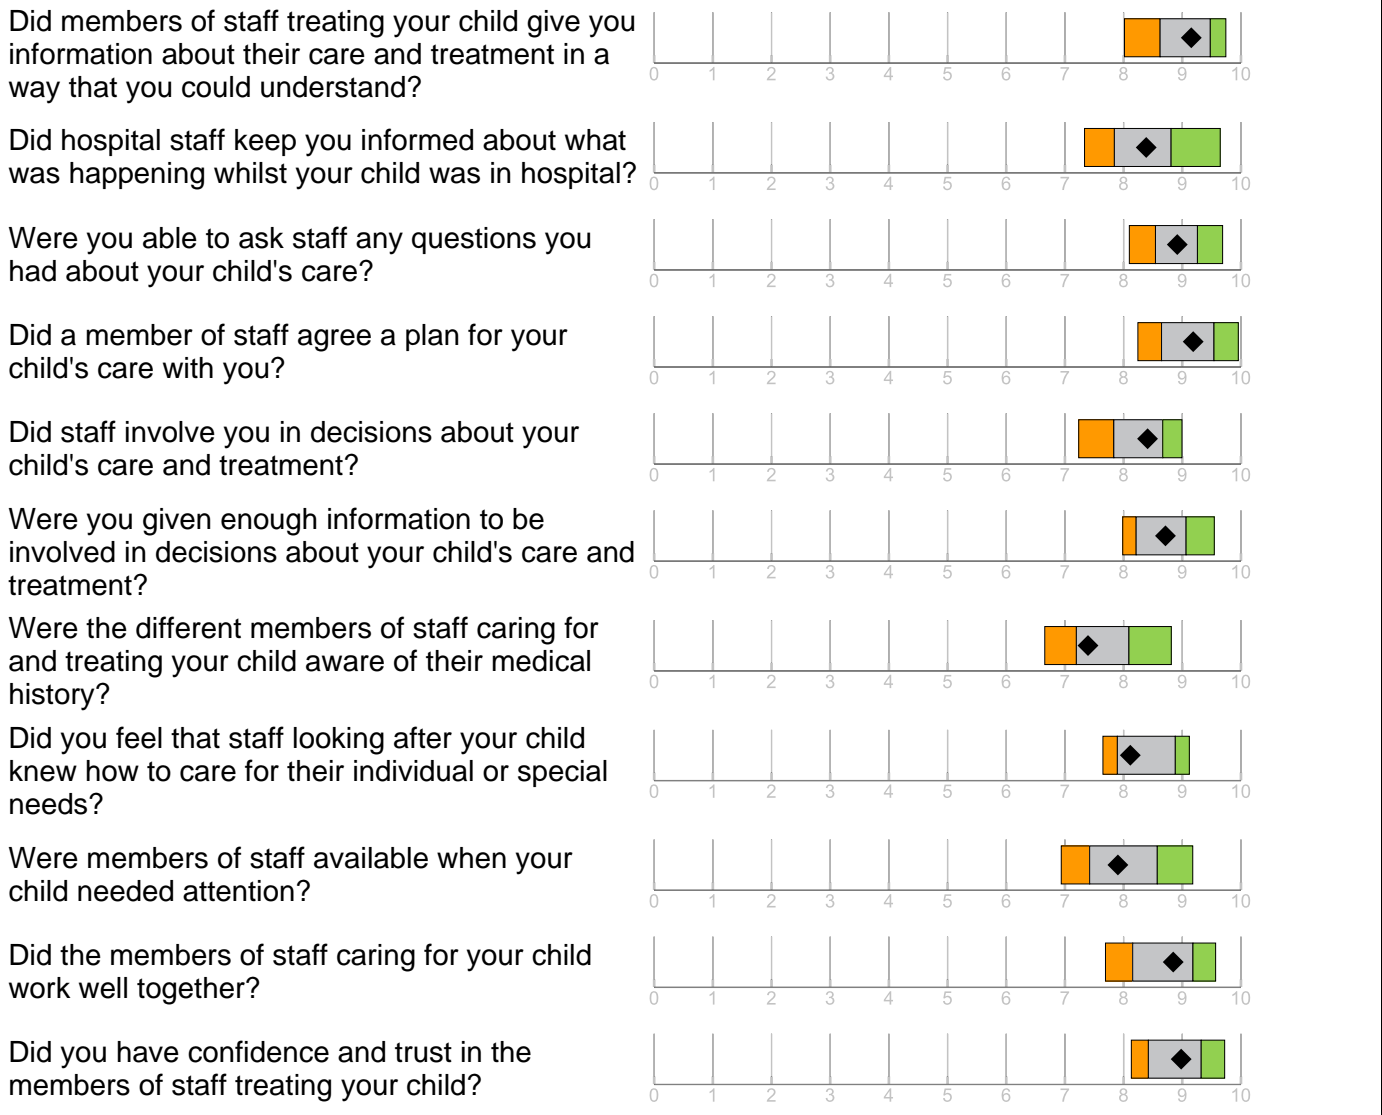 Did members of staff treating your child give you
information about their care and treatment in a
way that you could understand?
0 1 2 3 4 5 6 7 8 9 10
Did hospital staff keep you informed about what
was happening whilst your child was in hospital?
0 1 2 3 4 5 6 7 8 9 10
Were you able to ask staff any questions you
had about your child's care?
0 1 2 3 4 5 6 7 8 9 10
Did a member of staff agree a plan for your
child's care with you?
0 1 2 3 4 5 6 7 8 9 10
Did staff involve you in decisions about your
child's care and treatment?
0 1 2 3 4 5 6 7 8 9 10
Were you given enough information to be
involved in decisions about your child's care and
treatment?
0 1 2 3 4 5 6 7 8 9 10
Were the different members of staff caring for
and treating your child aware of their medical
history?
0 1 2 3 4 5 6 7 8 9 10
Did you feel that staff looking after your child
knew how to care for their individual or special
needs?
0 1 2 3 4 5 6 7 8 9 10
Were members of staff available when your
child needed attention?
0 1 2 3 4 5 6 7 8 9 10
Did the members of staff caring for your child
work well together?
0 1 2 3 4 5 6 7 8 9 10
Did you have confidence and trust in the
members of staff treating your child?
0 1 2 3 4 5 6 7 8 9 10